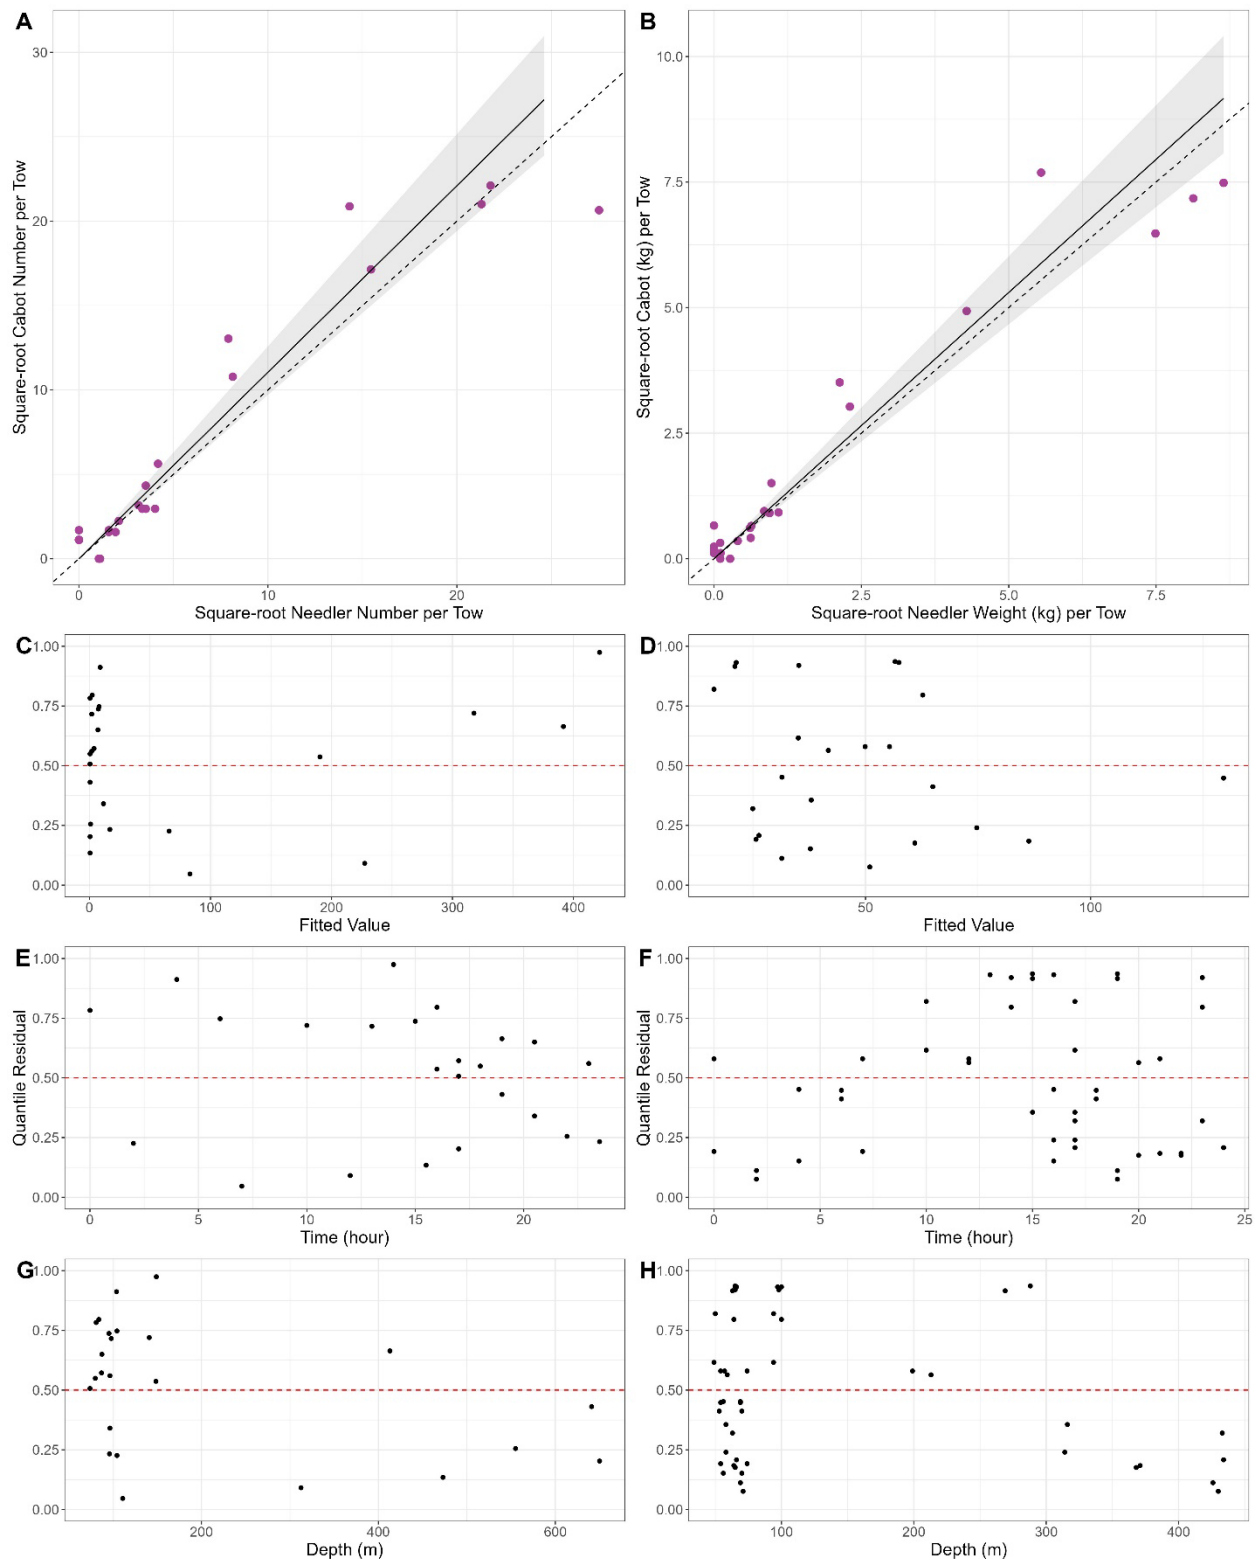 A
B
30
20
10
0
Square-root Cabot Number per Tow
0 10 20
Square-root Needler Number per Tow
10.0
7.5
5.0
2.5
0.0
Square-root Cabot (kg) per Tow
0.0 2.5 5.0 7.5
Square-root Needler Weight (kg) per Tow
C
1.00
0.75
0.50
0.25
0.00
0 100 200 300 400
Fitted Value
D
1.00
0.75
0.50
0.25
0.00
50 100
Fitted Value
E
1.00
0.75
0.50
0.25
0.00
Quantile Residual
0 5 10 15 20
Time (hour)
F
1.00
0.75
0.50
0.25
0.00
Quantile Residual
0 5 10 15 20 25
Time (hour)
G
1.00
0.75
0.50
0.25
0.00
200 400 600
Depth (m)
H
1.00
0.75
0.50
0.25
0.00
100 200 300 400
Depth (m)